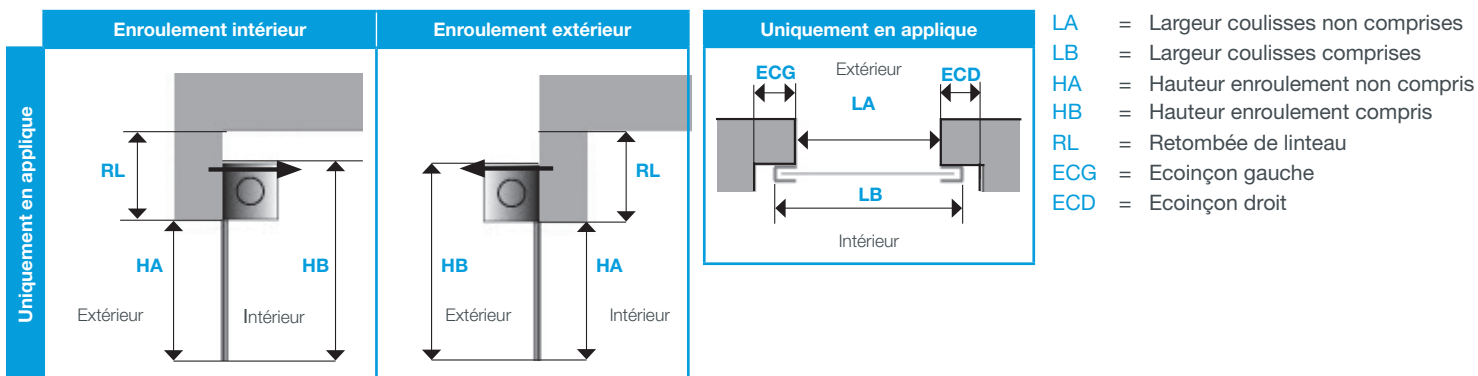 Uniquement en applique
Enroulement intérieur
RL
HA
HB
Extérieur
Intérieur
Enroulement extérieur
RL
HB
HA
Extérieur
Intérieur
Uniquement en applique
ECG
Extérieur
ECD
LA
LB
Intérieur
LA = Largeur coulisses non comprises
LB = Largeur coulisses comprises
HA = Hauteur enroulement non compris
HB = Hauteur enroulement compris
RL = Retombée de linteau
ECG = Ecoinçon gauche
ECD = Ecoinçon droit